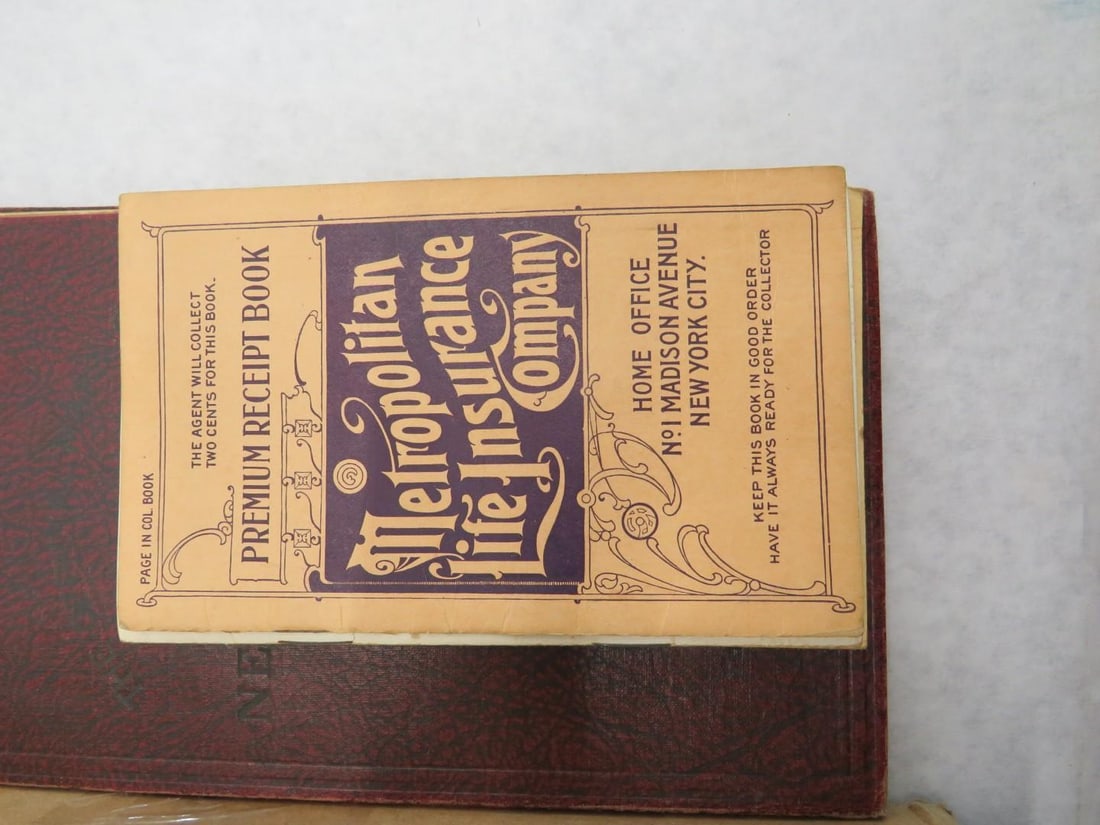 PAGE IN COL. BOOK
THE AGENT WILL COLLECT
TWO CENTS FOR THIS BOOK.
PREMIUM RECEIPT BOOK
Metropolitan
Life Insurance
Company
HOME OFFICE
No 1 MADISON AVENUE
NEW YORK CITY.
KEEP THIS BOOK IN GOOD ORDER
HAVE IT ALWAYS READY FOR THE COLLECTOR